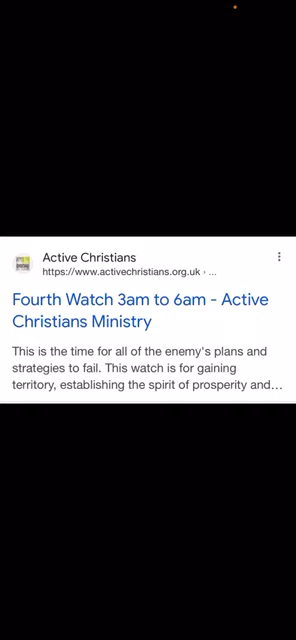 Active Christians
https://www.activechristians.org.uk › ...
Fourth Watch 3am to 6am - Active
Christians Ministry
This is the time for all of the enemy's plans and
strategies to fail. This watch is for gaining
territory, establishing the spirit of prosperity and...